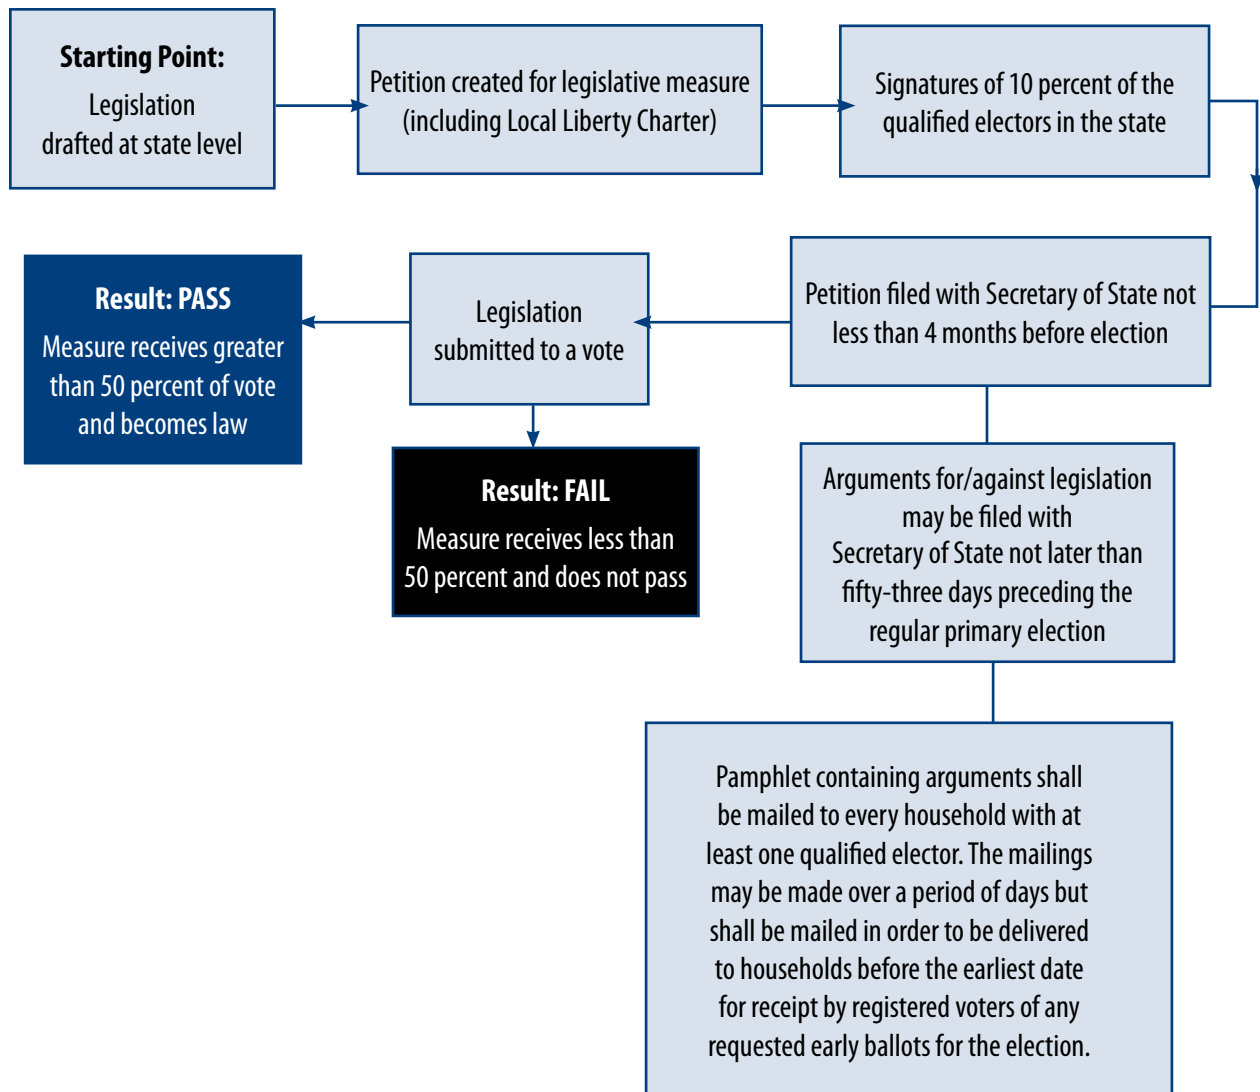 Starting Point:
Legislation
drafted at state level
Petition created for legislative measure
(including Local Liberty Charter)
Signatures of 10 percent of the
qualified electors in the state
Petition filed with Secretary of State not
less than 4 months before election
Legislation
submitted to a vote
Result: PASS
Measure receives greater
than 50 percent of vote
and becomes law
Result: FAIL
Measure receives less than
50 percent and does not pass
Arguments for/against legislation
may be filed with
Secretary of State not later than
fifty-three days preceding the
regular primary election
Pamphlet containing arguments shall
be mailed to every household with at
least one qualified elector. The mailings
may be made over a period of days but
shall be mailed in order to be delivered
to households before the earliest date
for receipt by registered voters of any
requested early ballots for the election.